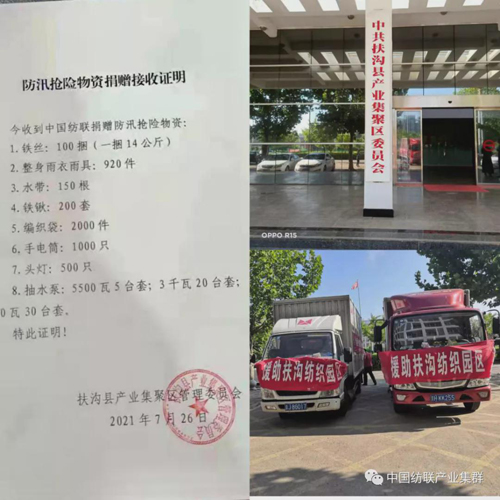 防汛抢险物资捐赠接收证明
今收到中国纺联捐赠防汛抢险物资：
1.铁丝：100捆（一捆14公斤）
2.整身雨衣雨具：920件
3.水带：150根
4.铁锹：200套
5.编织袋：2000件
6,手电筒：1000只
7,头灯：500只
8.抽水泵：5500瓦5台套；3千瓦20台套；
0瓦30台套。
特此证明！
扶沟县产业集聚区管理委员会
2021年7月26日
中共扶沟县产业集聚区委员会
OPPO R15
援助扶沟纺织园区
援助扶沟纺织园区
中国纺联产业集群